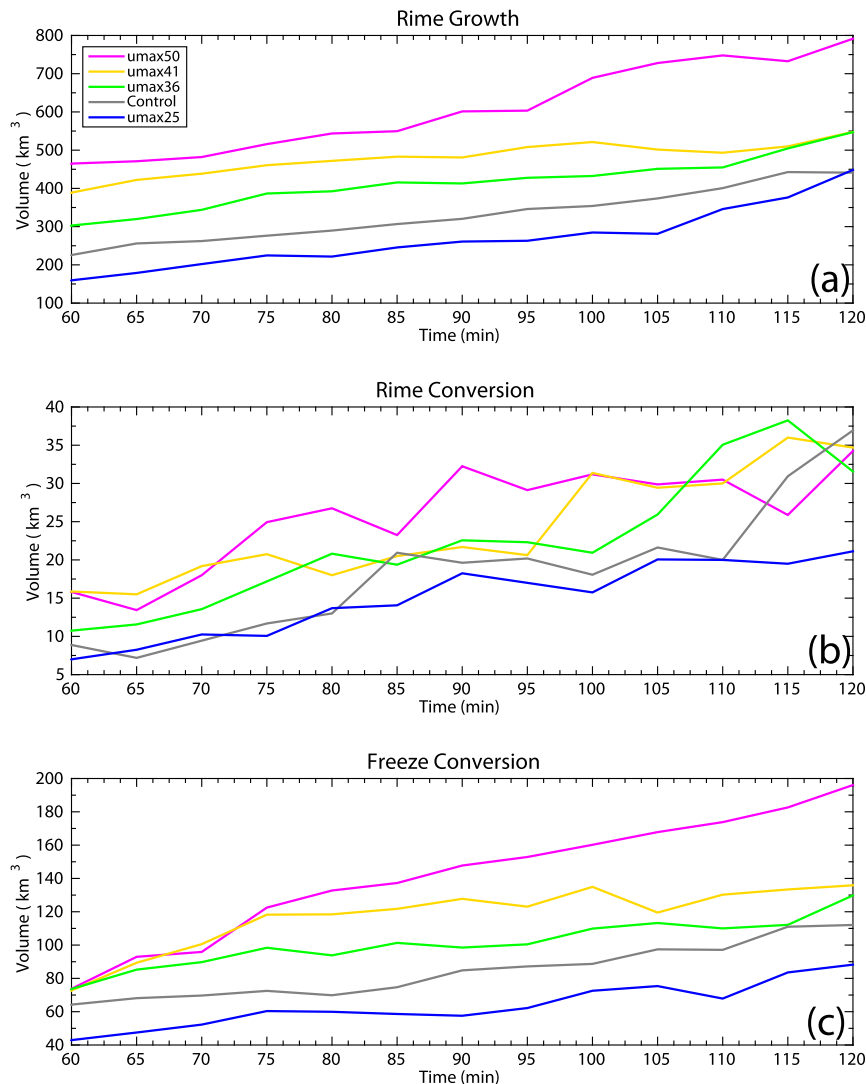 Rime Growth
800
700
600
500
400
300
200
100
Volume ( km ³ )
umax50
umax41
umax36
Control
umax25
(a)
60 65 70 75 80 85 90 95 100 105 110 115 120
Time (min)
Rime Conversion
40
35
30
25
20
15
10
5
Volume ( km ³ )
(b)
60 65 70 75 80 85 90 95 100 105 110 115 120
Time (min)
Freeze Conversion
200
180
160
140
120
100
80
60
40
Volume ( km ³ )
(c)
60 65 70 75 80 85 90 95 100 105 110 115 120
Time (min)